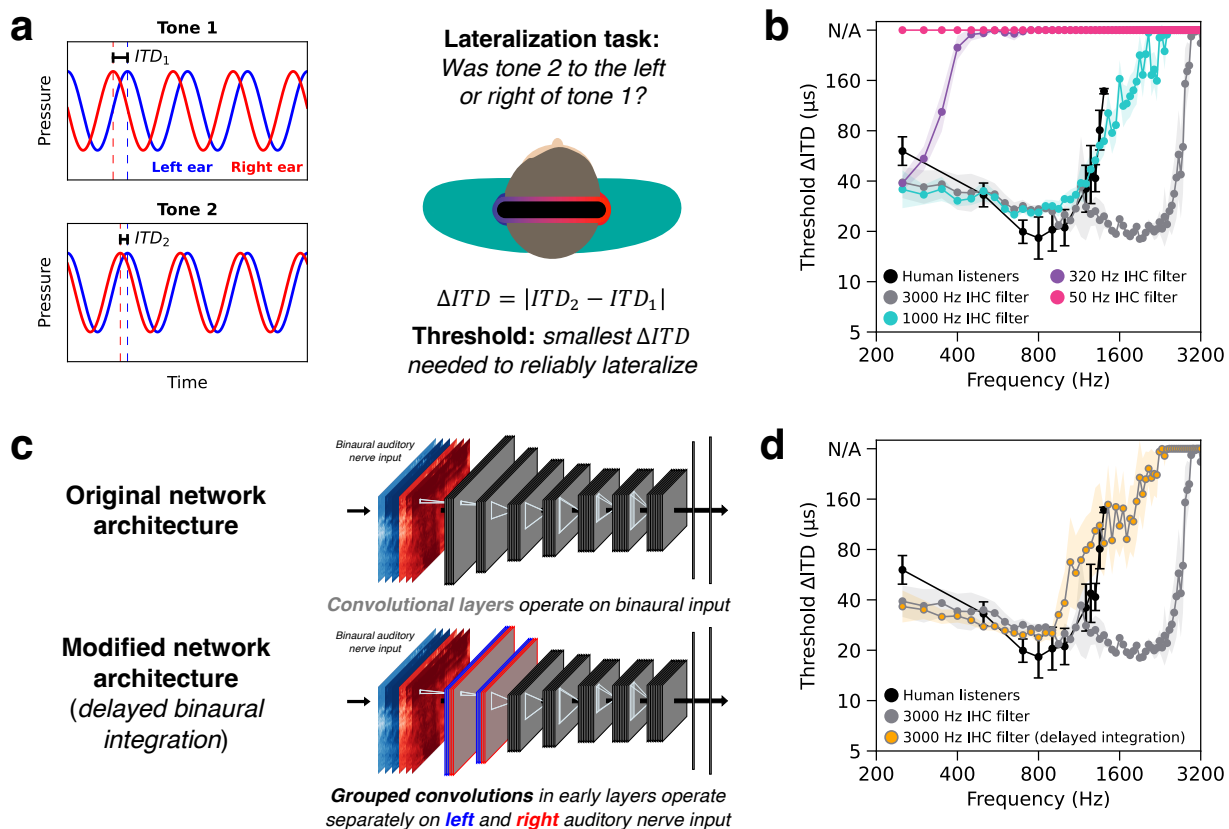 a
Tone 1
ITD₁
Pressure
Left ear
Right ear
Tone 2
ITD₂
Pressure
Time
Lateralization task:
Was tone 2 to the left
or right of tone 1?
ΔITD = |ITD₂ − ITD₁|
Threshold: smallest ΔITD
needed to reliably lateralize
b
Threshold ΔITD (µs)
N/A
160
80
40
20
10
5
Human listeners
3000 Hz IHC filter
1000 Hz IHC filter
320 Hz IHC filter
50 Hz IHC filter
200 400 800 1600 3200
Frequency (Hz)
c
Original network
architecture
Binaural auditory
nerve input
Convolutional layers operate on binaural input
Modified network
architecture
(delayed binaural
integration)
Binaural auditory
nerve input
Grouped convolutions in early layers operate
separately on left and right auditory nerve input
d
Threshold ΔITD (µs)
N/A
160
80
40
20
10
5
Human listeners
3000 Hz IHC filter
3000 Hz IHC filter (delayed integration)
200 400 800 1600 3200
Frequency (Hz)